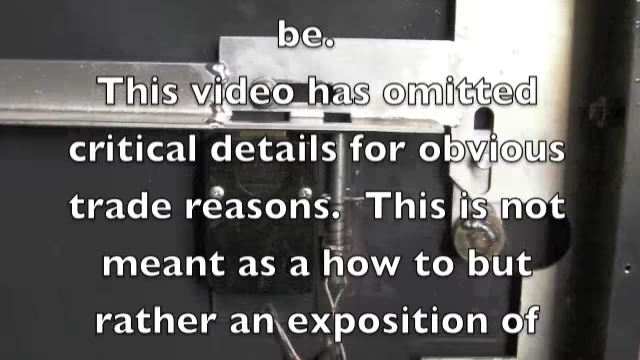 be.
This video has omitted
critical details for obvious
trade reasons.  This is not
meant as a how to but
rather an exposition of